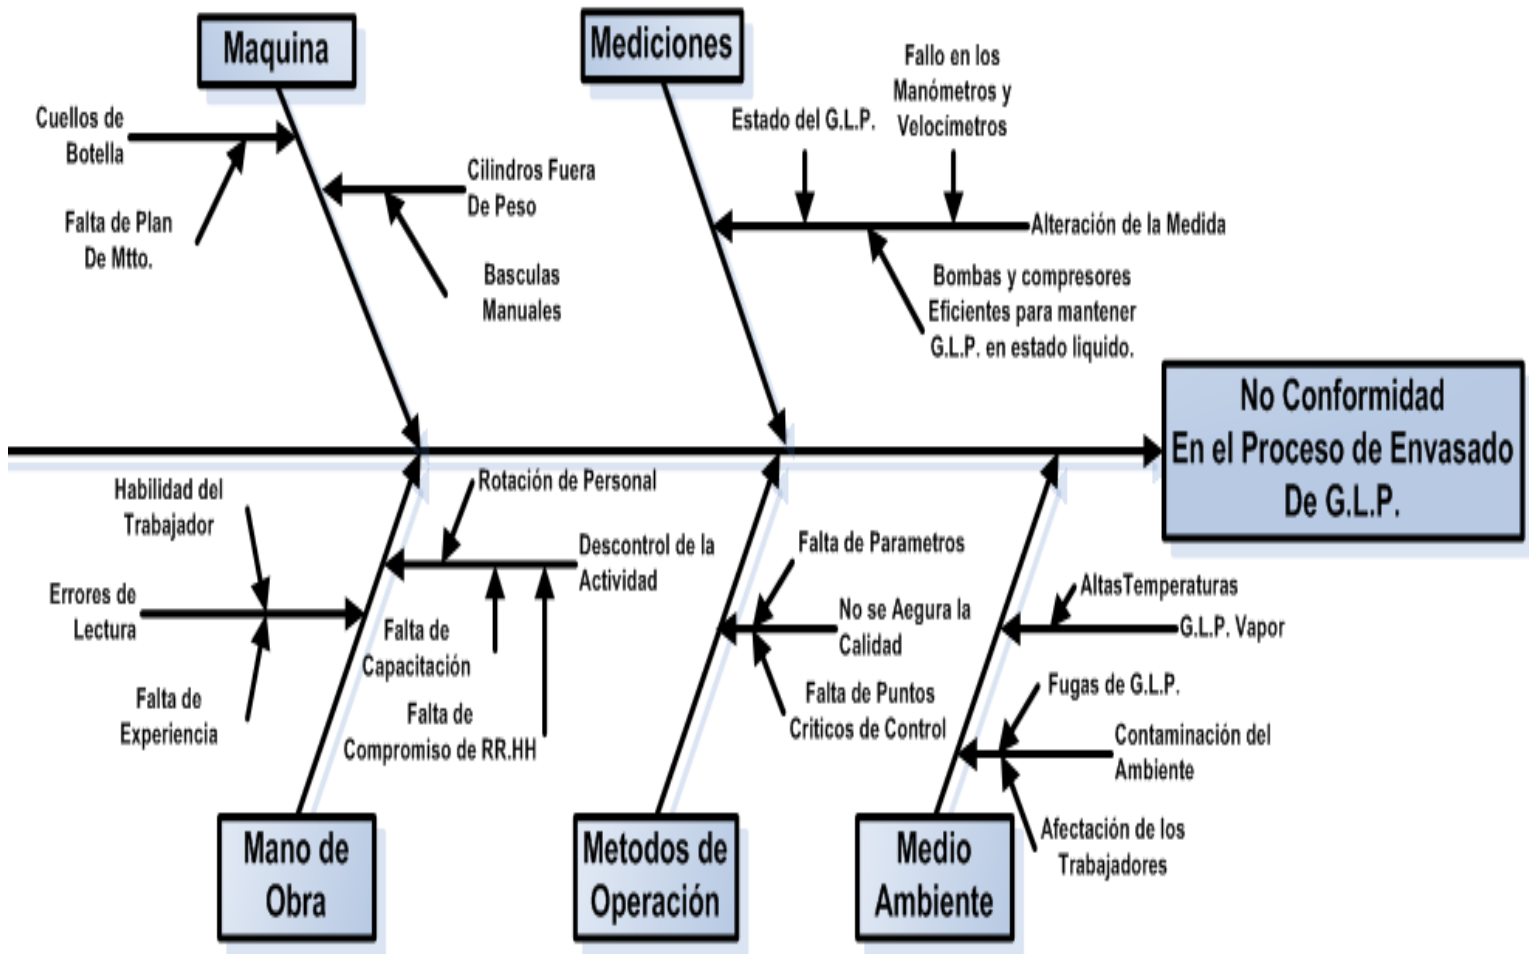 Maquina
Mediciones
Fallo en los
Manómetros y
Velocímetros
Estado del G.L.P.
Cuellos de
Botella
Cilindros Fuera
De Peso
Falta de Plan
De Mtto.
Alteración de la Medida
Basculas
Manuales
Bombas y compresores
Eficientes para mantener
G.L.P. en estado liquido.
No Conformidad
En el Proceso de Envasado
De G.L.P.
Habilidad del
Trabajador
Rotación de Personal
Descontrol de la
Actividad
Falta de Parametros
Errores de
Lectura
AltasTemperaturas
No se Aegura la
Calidad
G.L.P. Vapor
Falta de
Capacitación
Falta de
Experiencia
Falta de
Compromiso de RR.HH
Falta de Puntos
Criticos de Control
Fugas de G.L.P.
Contaminación del
Ambiente
Afectación de los
Trabajadores
Mano de
Obra
Metodos de
Operación
Medio
Ambiente